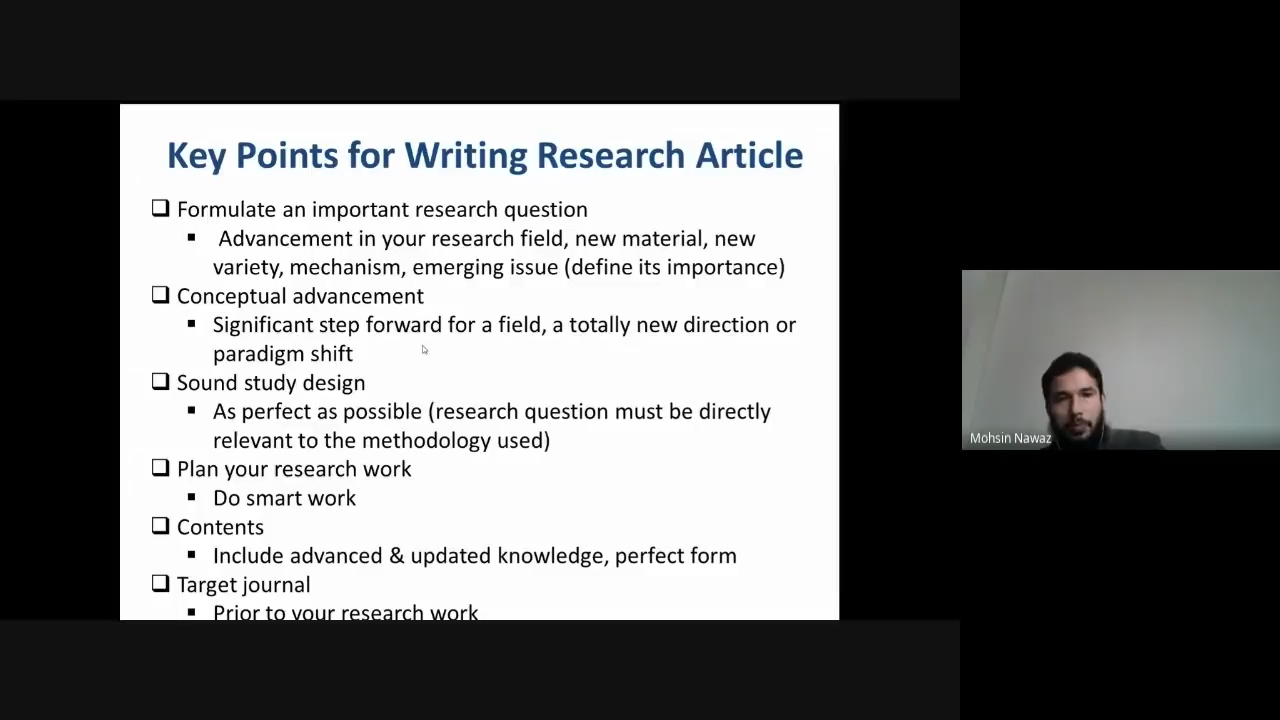 Key Points for Writing Research Article
❑ Formulate an important research question
▪ Advancement in your research field, new material, new
variety, mechanism, emerging issue (define its importance)
❑ Conceptual advancement
▪ Significant step forward for a field, a totally new direction or
paradigm shift
❑ Sound study design
▪ As perfect as possible (research question must be directly
relevant to the methodology used)
❑ Plan your research work
▪ Do smart work
❑ Contents
▪ Include advanced & updated knowledge, perfect form
❑ Target journal
▪ Prior to your research work
Mohsin Nawaz